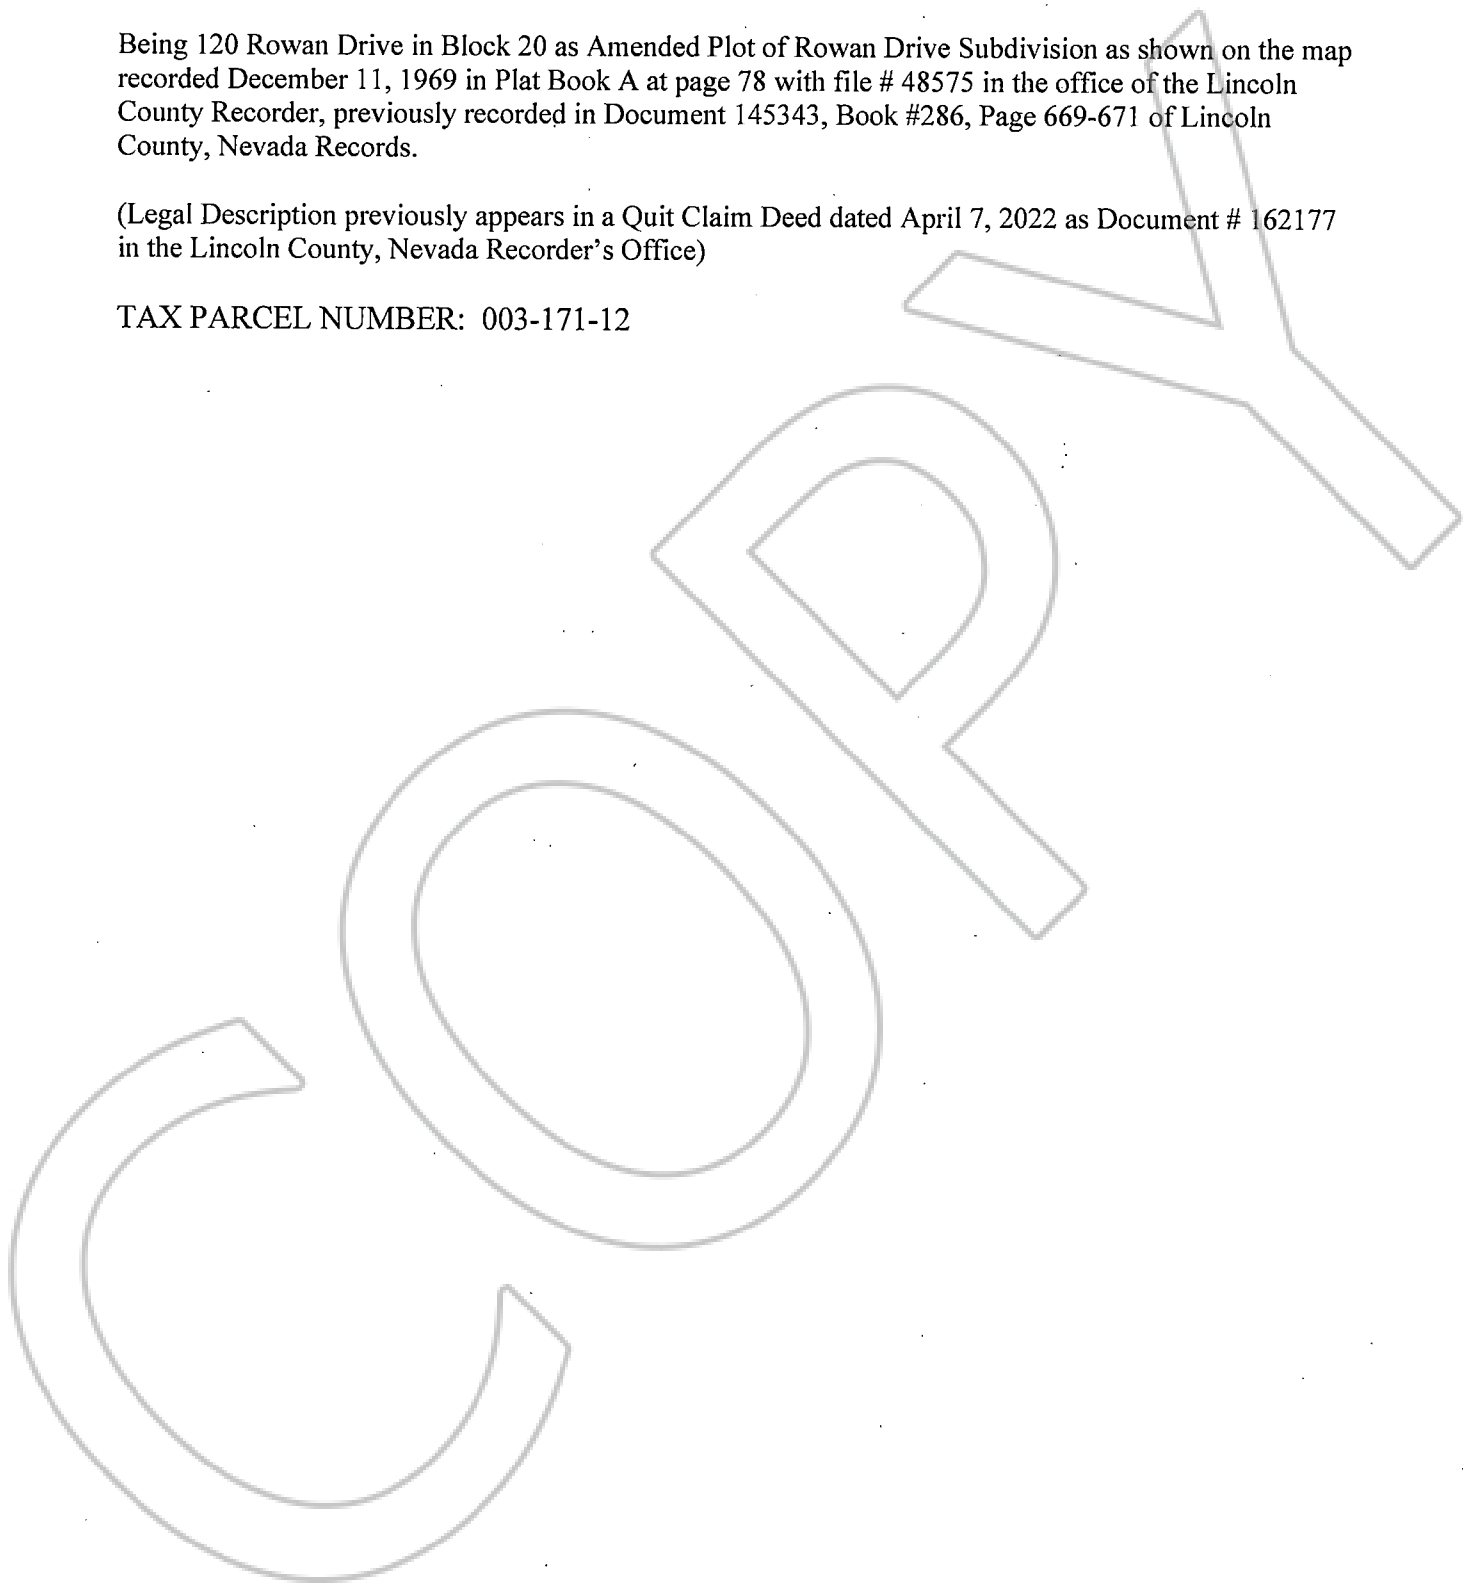 Being 120 Rowan Drive in Block 20 as Amended Plot of Rowan Drive Subdivision as shown on the map
recorded December 11, 1969 in Plat Book A at page 78 with file # 48575 in the office of the Lincoln
County Recorder, previously recorded in Document 145343, Book #286, Page 669-671 of Lincoln
County, Nevada Records.
(Legal Description previously appears in a Quit Claim Deed dated April 7, 2022 as Document # 162177
in the Lincoln County, Nevada Recorder's Office)
TAX PARCEL NUMBER:  003-171-12
COPY